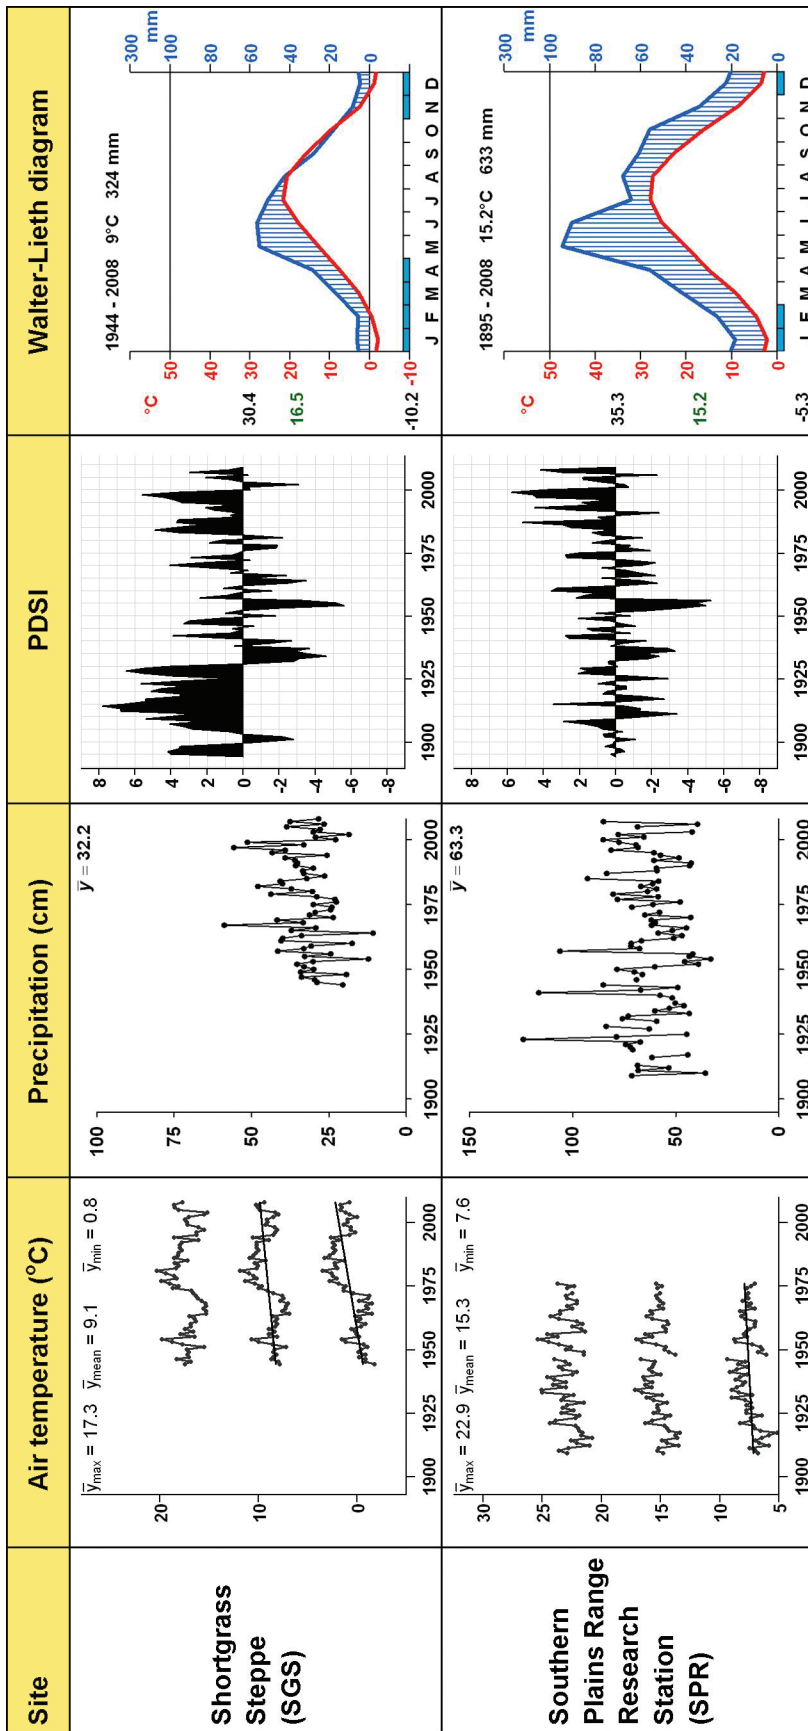 Site
Air temperature (°C)
Precipitation (cm)
PDSI
Walter-Lieth diagram
Shortgrass
Steppe
(SGS)
ȳmax = 17.3 ȳmean = 9.1 ȳmin = 0.8
20
10
0
1900 1925 1950 1975 2000
ȳ = 32.2
100
75
50
25
0
1900 1925 1950 1975 2000
8
6
4
2
0
-2
-4
-6
-8
1900 1925 1950 1975 2000
1944 - 2008 9°C 324 mm
°C
mm
50
40
30
20
10
0
-10
300
100
80
60
40
20
0
30.4
16.5
-10.2
J F M A M J J A S O N D
Southern
Plains Range
Research
Station
(SPR)
ȳmax = 22.9 ȳmean = 15.3 ȳmin = 7.6
30
25
20
15
10
5
1900 1925 1950 1975 2000
ȳ = 63.3
150
100
50
0
1900 1925 1950 1975 2000
8
6
4
2
0
-2
-4
-6
-8
1900 1925 1950 1975 2000
1895 - 2008 15.2°C 633 mm
°C
mm
50
40
30
20
10
0
300
100
80
60
40
20
0
35.3
15.2
-5.3
J F M A M J J A S O N D